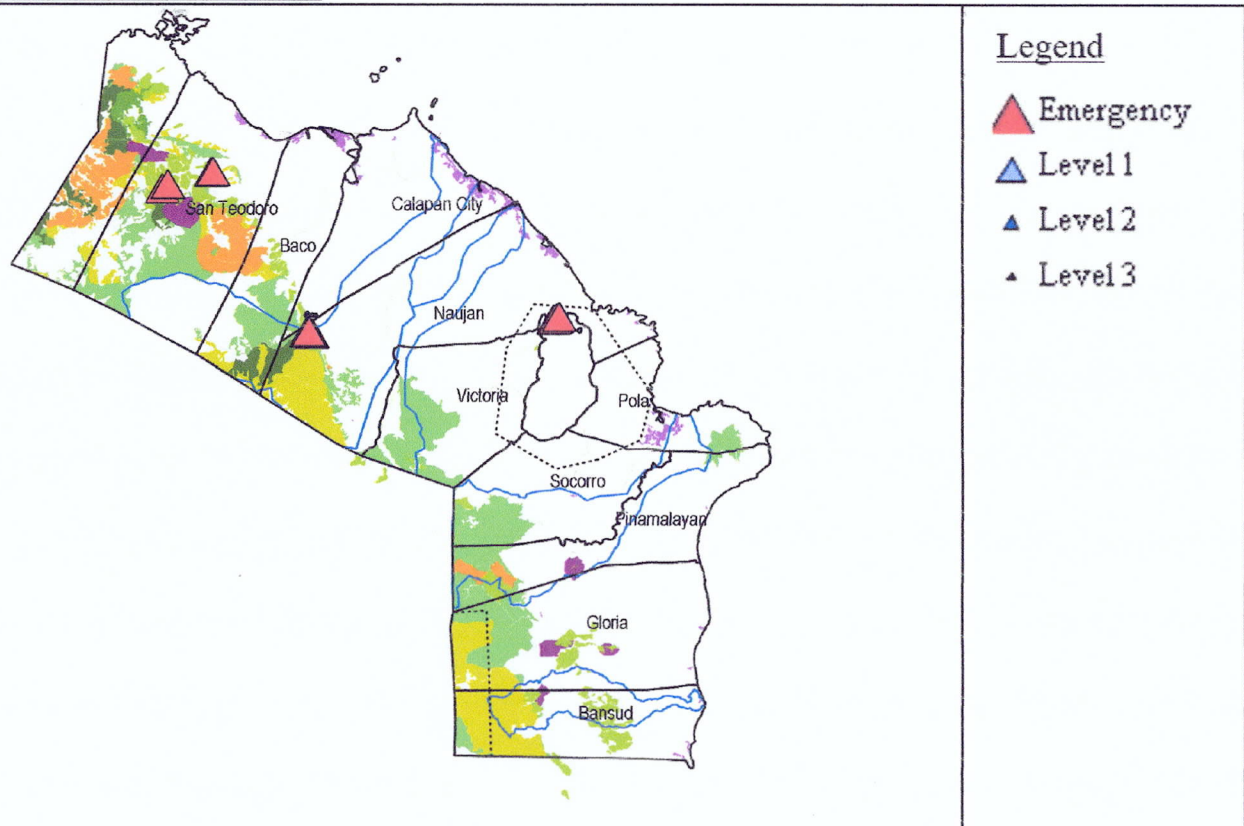 Legend
Emergency
Level 1
Level 2
Level 3
San Teodoro
Calapan City
Baco
Naujan
Victoria
Pola
Socorro
Pinamalayan
Gloria
Bansud